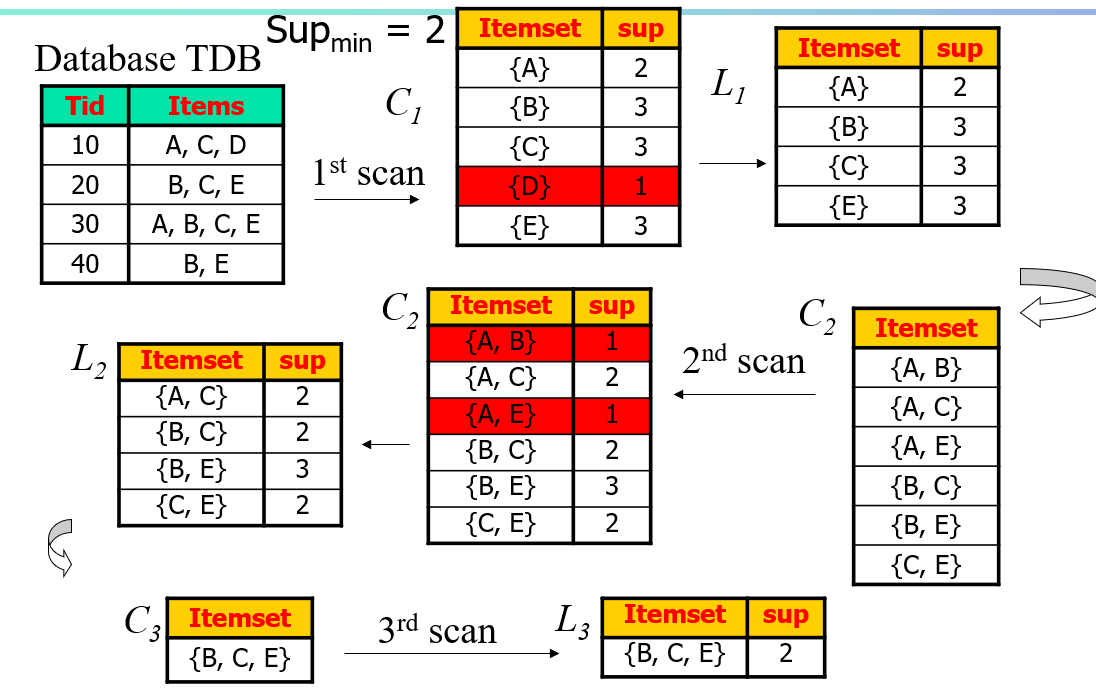 Sup_min = 2
Database TDB
Tid Items
10 A, C, D
20 B, C, E
30 A, B, C, E
40 B, E
1st scan
C1
Itemset sup
{A} 2
{B} 3
{C} 3
{D} 1
{E} 3
L1
Itemset sup
{A} 2
{B} 3
{C} 3
{E} 3
C2
Itemset
{A, B}
{A, C}
{A, E}
{B, C}
{B, E}
{C, E}
2nd scan
C2
Itemset sup
{A, B} 1
{A, C} 2
{A, E} 1
{B, C} 2
{B, E} 3
{C, E} 2
L2
Itemset sup
{A, C} 2
{B, C} 2
{B, E} 3
{C, E} 2
C3
Itemset
{B, C, E}
3rd scan
L3
Itemset sup
{B, C, E} 2